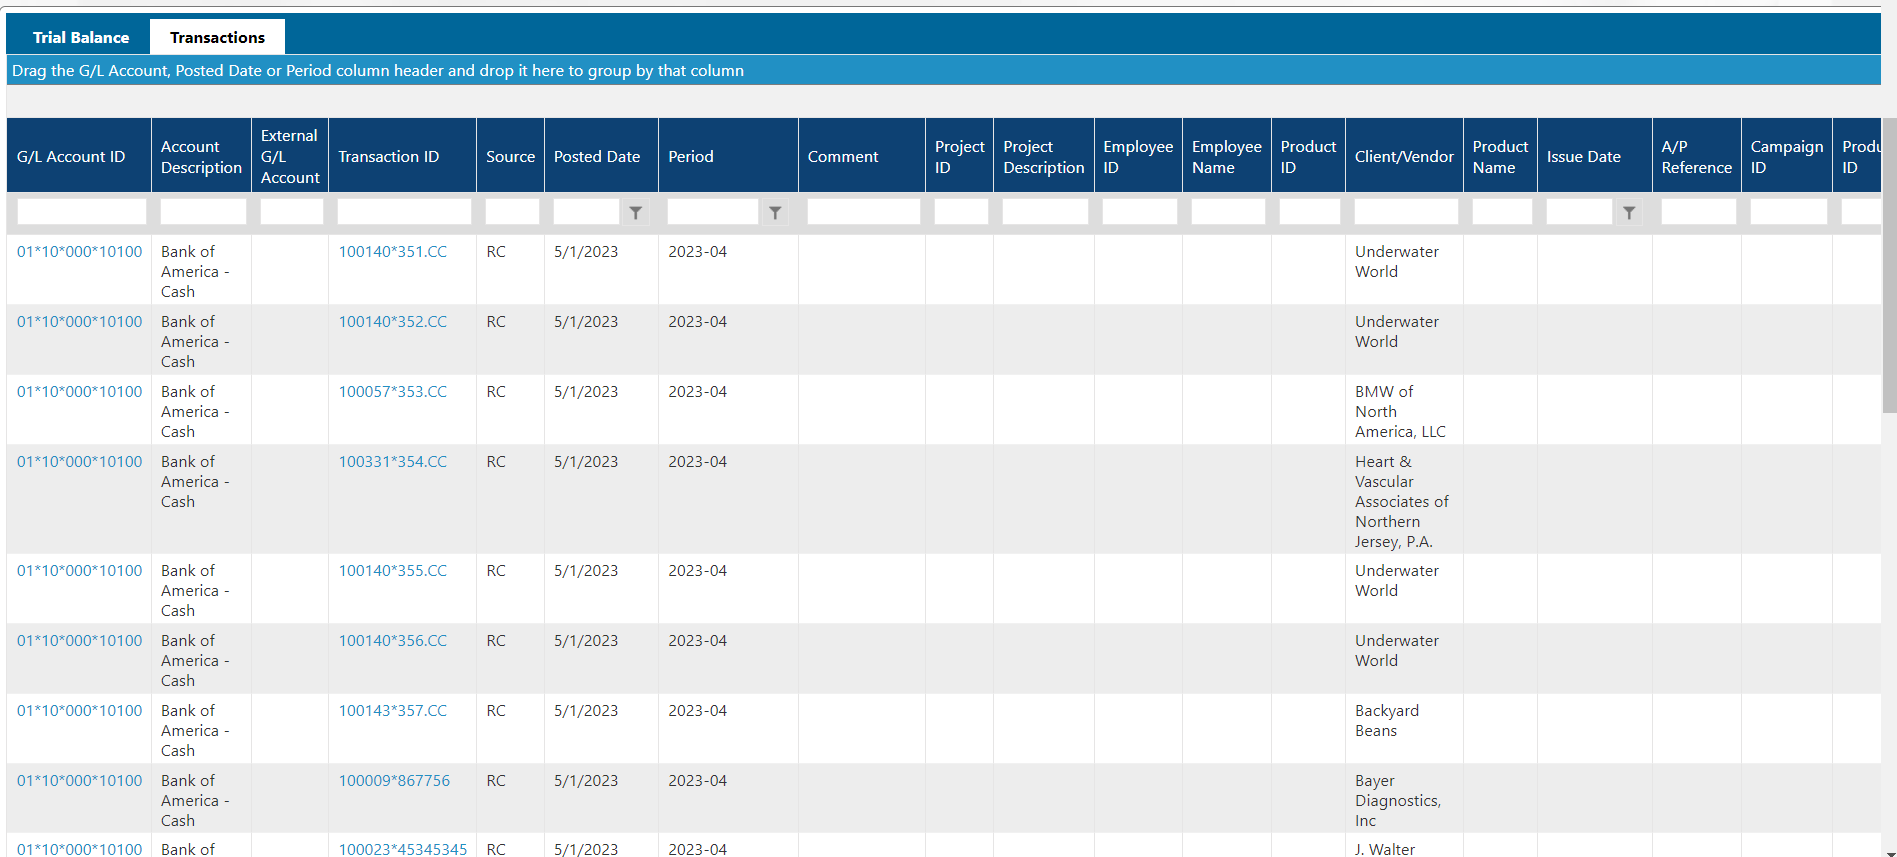 Trial Balance Transactions
Drag the G/L Account, Posted Date or Period column header and drop it here to group by that column
G/L Account ID Account Description External G/L Account Transaction ID Source Posted Date Period Comment Project ID Project Description Employee ID Employee Name Product ID Client/Vendor Product Name Issue Date A/P Reference Campaign ID Produ ID
01*10*000*10100 Bank of America - Cash 100140*351.CC RC 5/1/2023 2023-04 Underwater World
01*10*000*10100 Bank of America - Cash 100140*352.CC RC 5/1/2023 2023-04 Underwater World
01*10*000*10100 Bank of America - Cash 100057*353.CC RC 5/1/2023 2023-04 BMW of North America, LLC
01*10*000*10100 Bank of America - Cash 100331*354.CC RC 5/1/2023 2023-04 Heart & Vascular Associates of Northern Jersey, P.A.
01*10*000*10100 Bank of America - Cash 100140*355.CC RC 5/1/2023 2023-04 Underwater World
01*10*000*10100 Bank of America - Cash 100140*356.CC RC 5/1/2023 2023-04 Underwater World
01*10*000*10100 Bank of America - Cash 100143*357.CC RC 5/1/2023 2023-04 Backyard Beans
01*10*000*10100 Bank of America - Cash 100009*867756 RC 5/1/2023 2023-04 Bayer Diagnostics, Inc
01*10*000*10100 Bank of 100023*45345345 RC 5/1/2023 2023-04 J. Walter